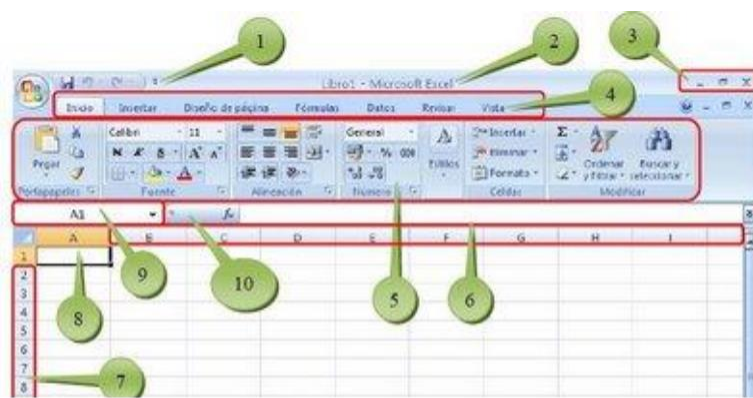 1 2 3
Libro1 - Microsoft Excel
Inicio Insertar Diseño de página Fórmulas Datos Revisar Vista 4
Calibri 11 General Insertar Σ
Pegar N K S A A % 000 Estilos Eliminar Ordenar y filtrar Buscar y seleccionar
Formato
Portapapeles Fuente Alineación Número Celdas Modificar
A1 fx
A B C D E F G H I
1
2 9 10
3 5 6
4 8
5
6
7
8 7